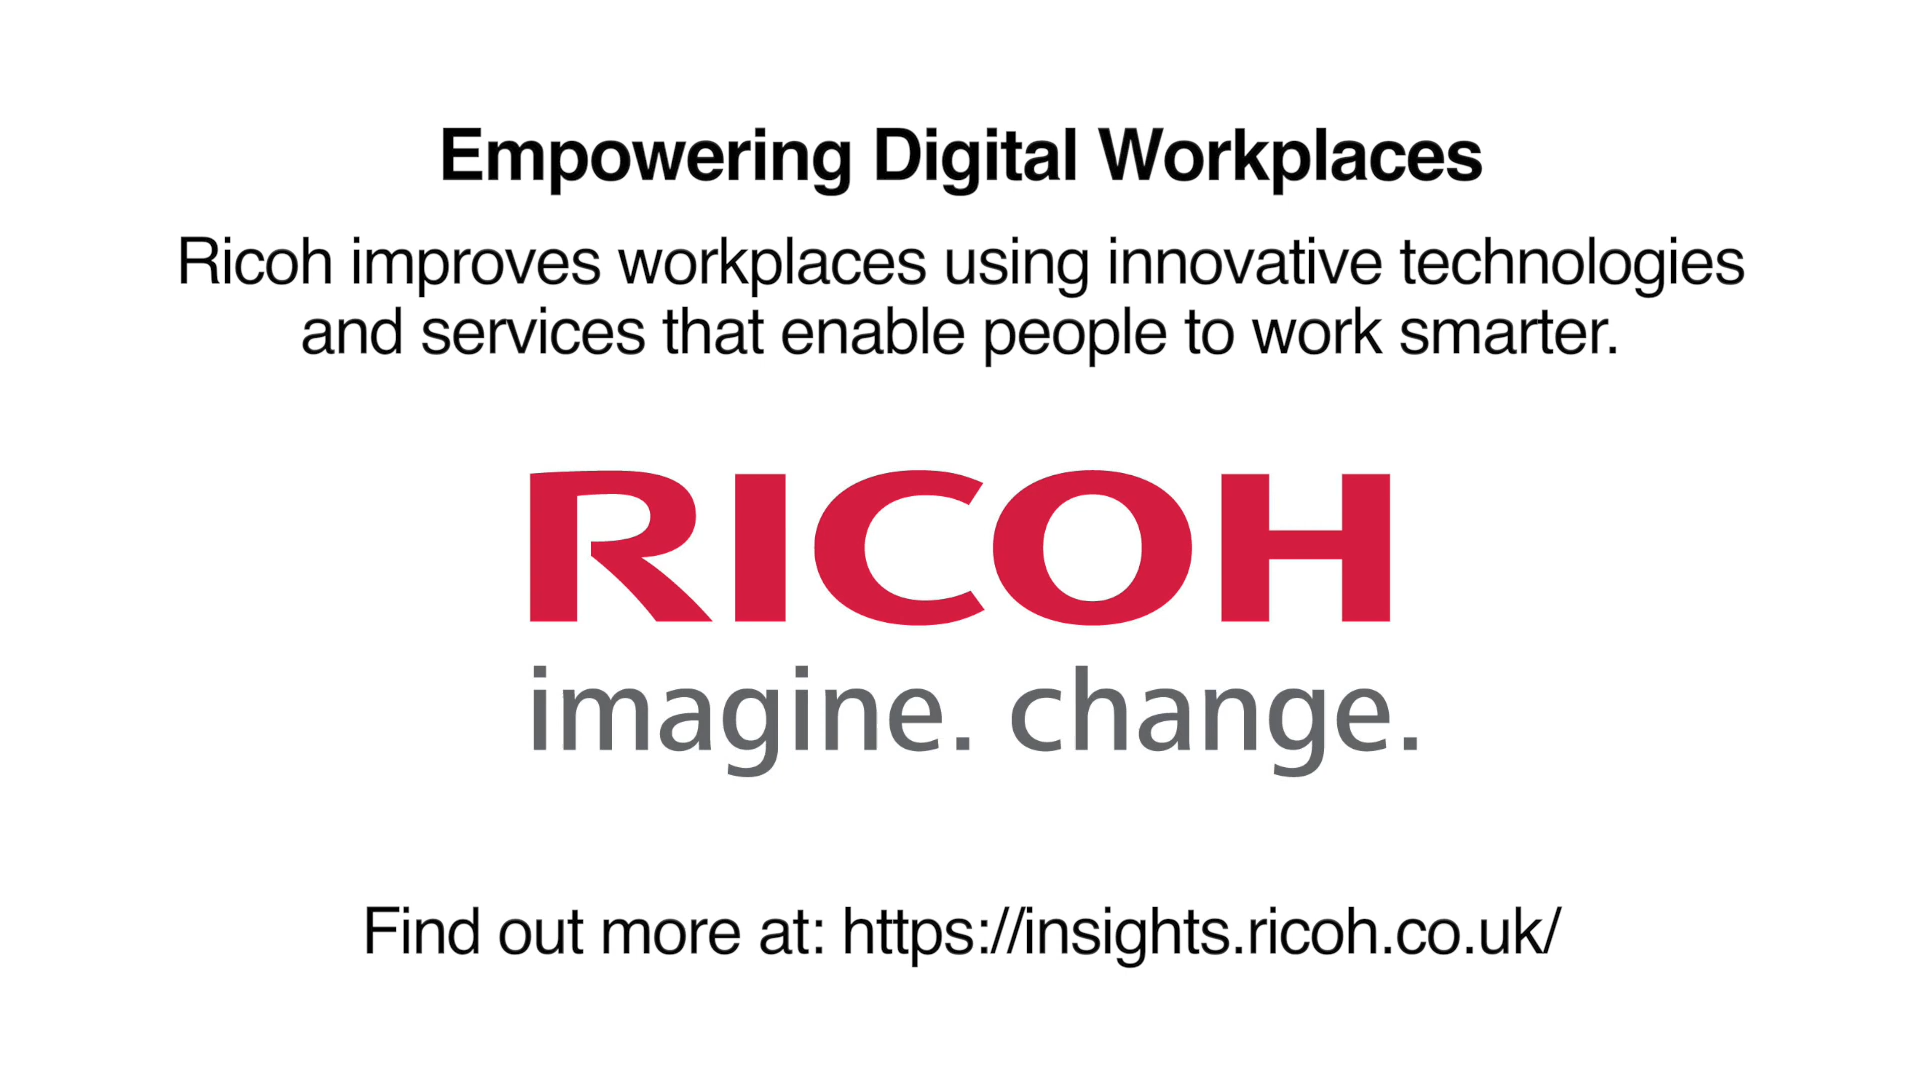 Empowering Digital Workplaces
Ricoh improves workplaces using innovative technologies
and services that enable people to work smarter.
RICOH
imagine. change.
Find out more at: https://insights.ricoh.co.uk/